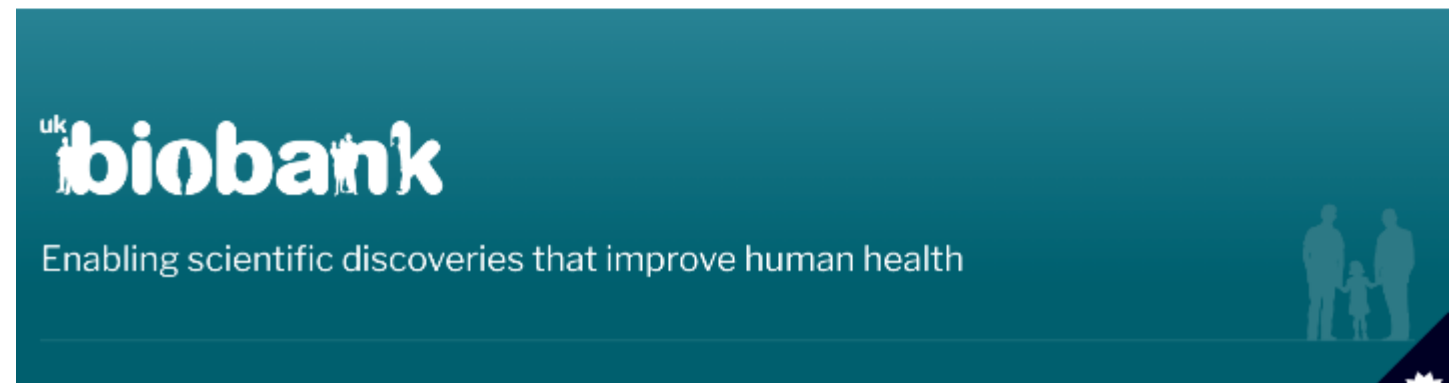 uk
biobank
Enabling scientific discoveries that improve human health